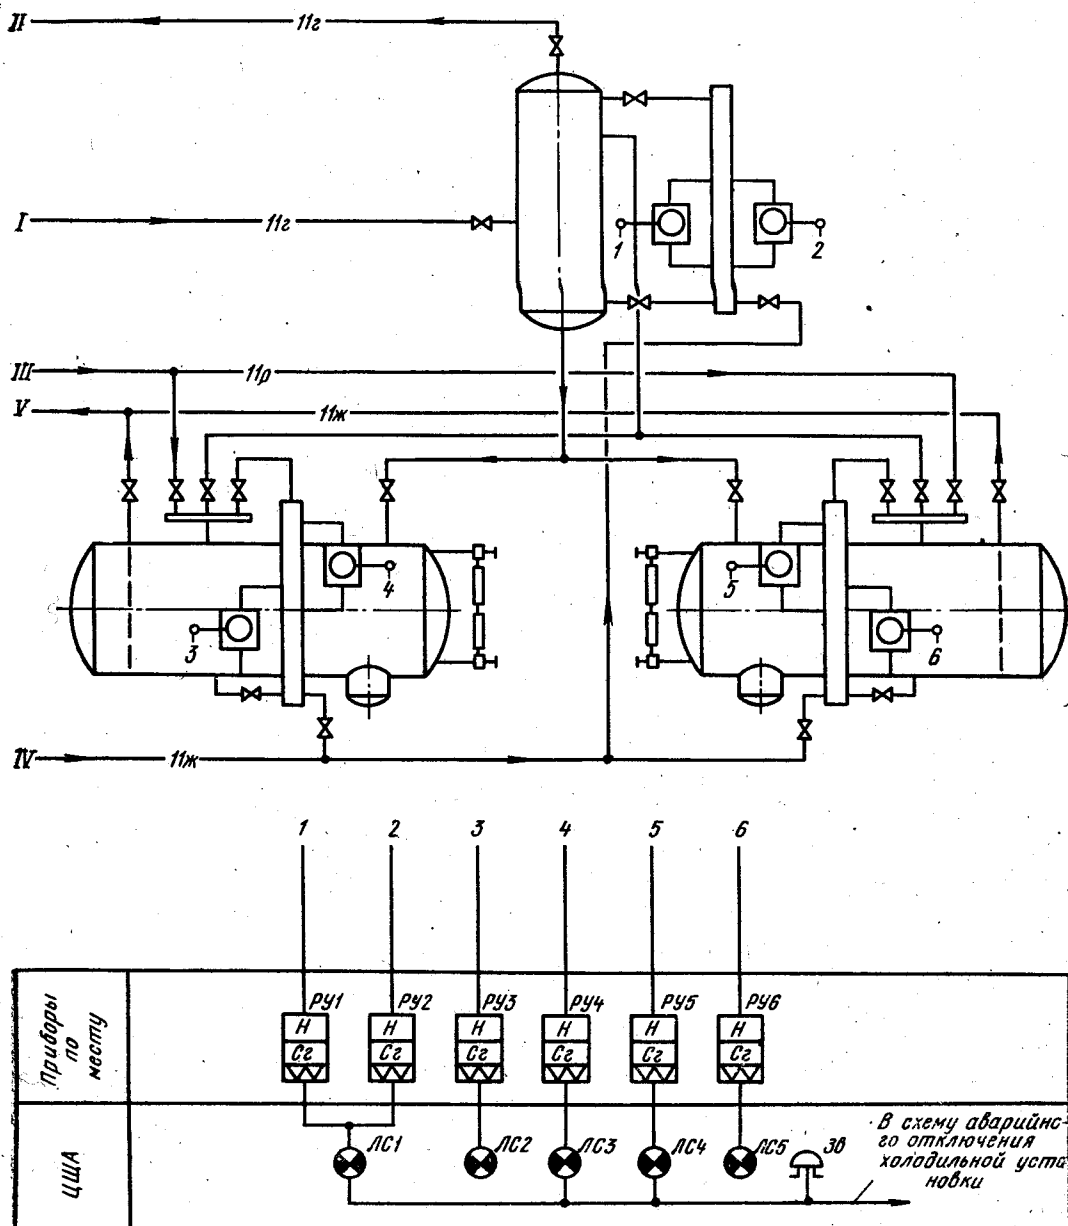 II 11г
I 11г
1 2
III 11р
V 11ж
4 5
3 6
IV 11ж
1 2 3 4 5 6
Приборы по месту
РУ1 РУ2 РУ3 РУ4 РУ5 РУ6
Н Н Н Н Н Н
Сг Сг Сг Сг Сг Сг
ЦЩА
ЛС1 ЛС2 ЛС3 ЛС4 ЛС5 Зв
В схему аварийно-
го отключения
холодильной уста
новки